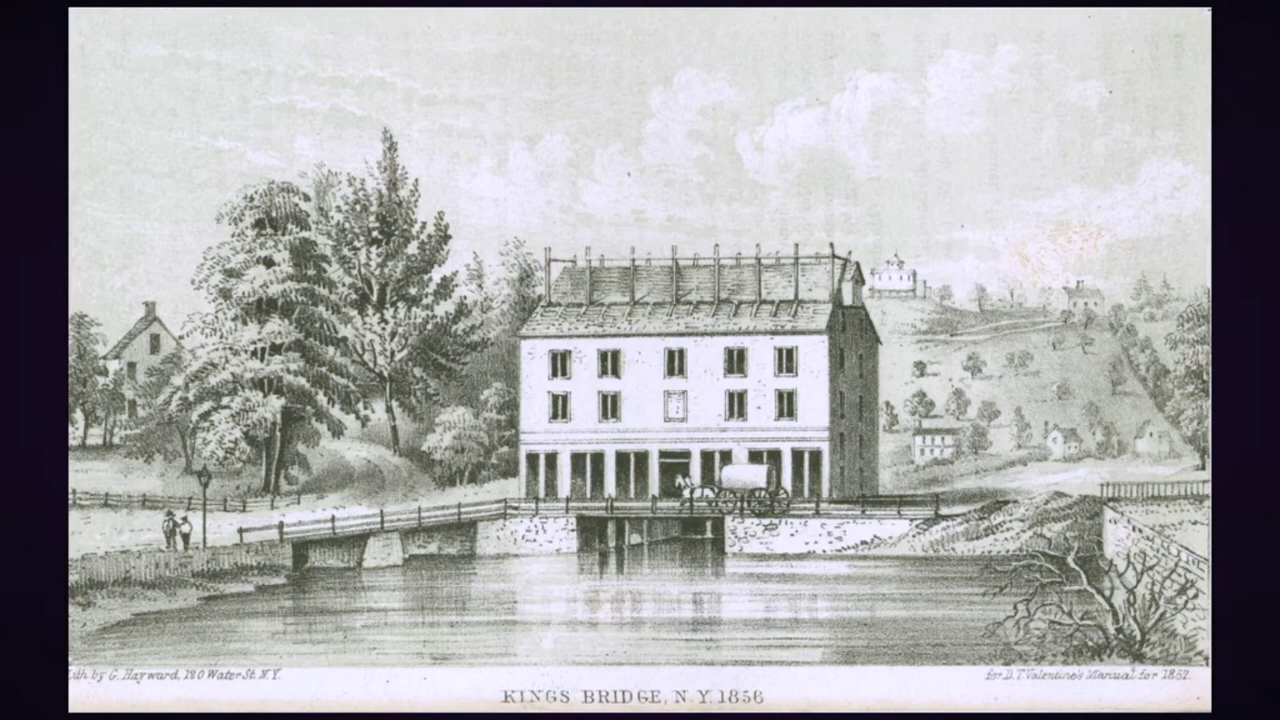 Lith by G. Hayward, 120 Water St. N.Y.
for D.T. Valentine's Manual for 1857.
KINGS BRIDGE, N.Y. 1856